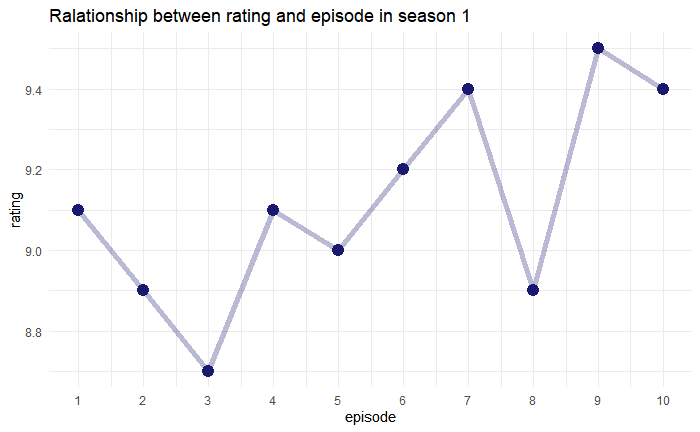 Ralationship between rating and episode in season 1
rating
9.4
9.2
9.0
8.8
1 2 3 4 5 6 7 8 9 10
episode